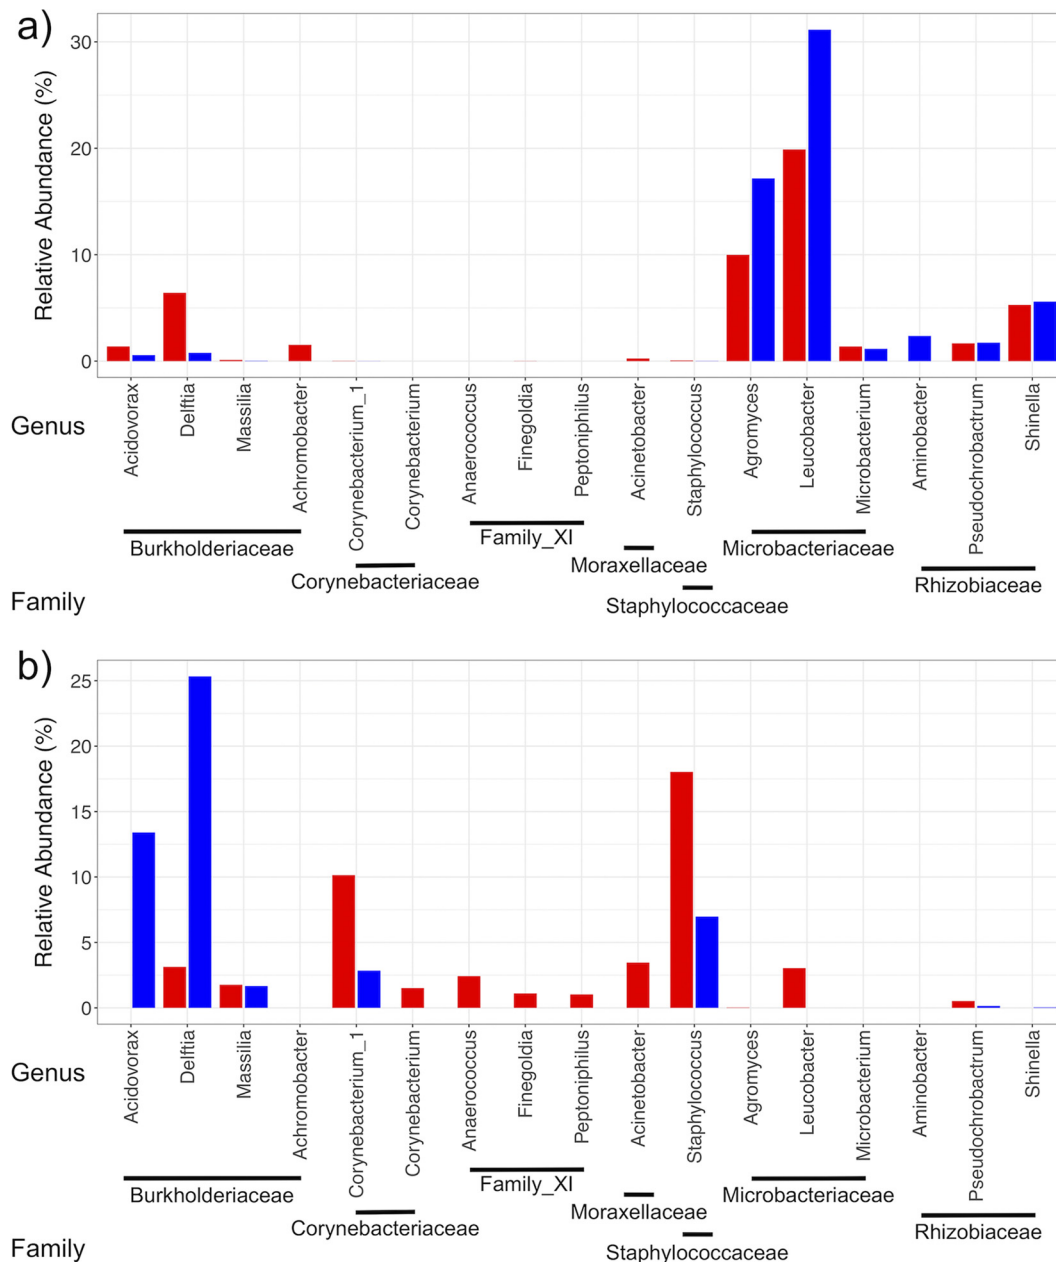 a)
Relative Abundance (%)
30
20
10
0
Genus
Acidovorax
Delftia
Massilia
Achromobacter
Corynebacterium_1
Corynebacterium
Anaerococcus
Finegoldia
Peptoniphilus
Acinetobacter
Staphylococcus
Agromyces
Leucobacter
Microbacterium
Aminobacter
Pseudochrobactrum
Shinella
Family
Burkholderiaceae
Corynebacteriaceae
Family_XI
Moraxellaceae
Staphylococcaceae
Microbacteriaceae
Rhizobiaceae
b)
Relative Abundance (%)
25
20
15
10
5
0
Genus
Acidovorax
Delftia
Massilia
Achromobacter
Corynebacterium_1
Corynebacterium
Anaerococcus
Finegoldia
Peptoniphilus
Acinetobacter
Staphylococcus
Agromyces
Leucobacter
Microbacterium
Aminobacter
Pseudochrobactrum
Shinella
Family
Burkholderiaceae
Corynebacteriaceae
Family_XI
Moraxellaceae
Staphylococcaceae
Microbacteriaceae
Rhizobiaceae